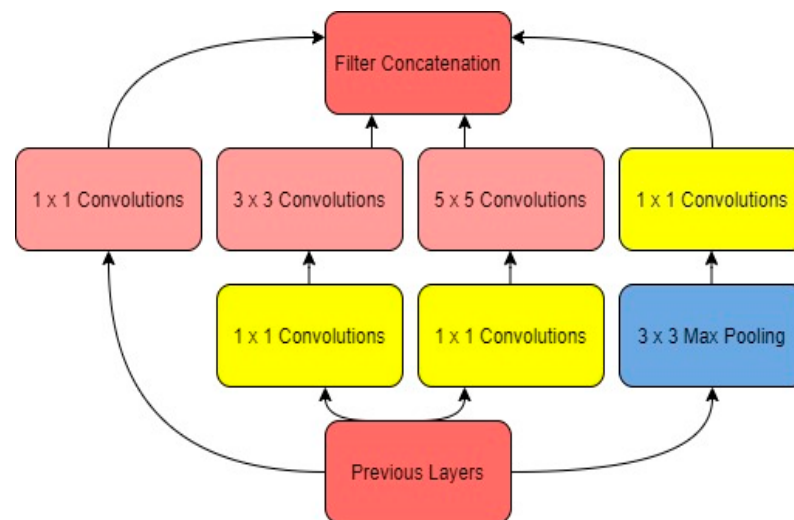 Filter Concatenation
1 x 1 Convolutions
3 x 3 Convolutions
5 x 5 Convolutions
1 x 1 Convolutions
1 x 1 Convolutions
1 x 1 Convolutions
3 x 3 Max Pooling
Previous Layers